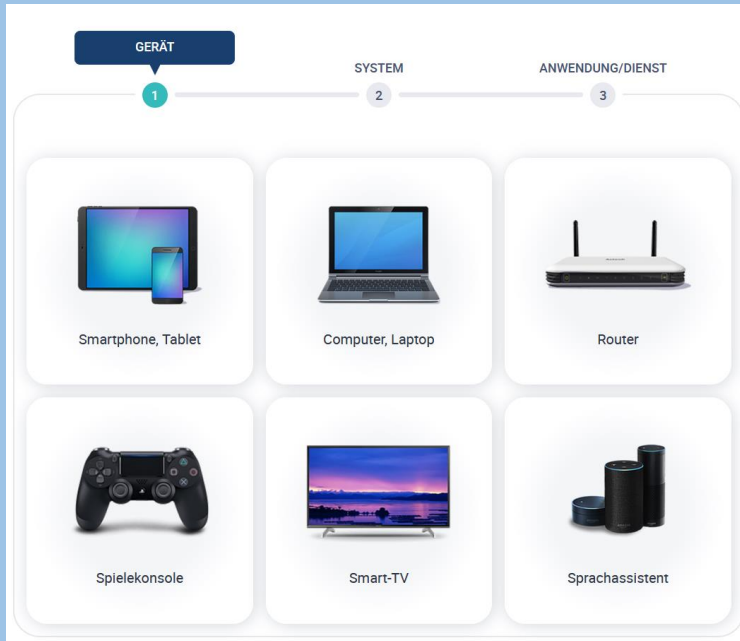 GERÄT
SYSTEM
ANWENDUNG/DIENST
1
2
3
Smartphone, Tablet
Computer, Laptop
Router
Spielekonsole
Smart-TV
Sprachassistent